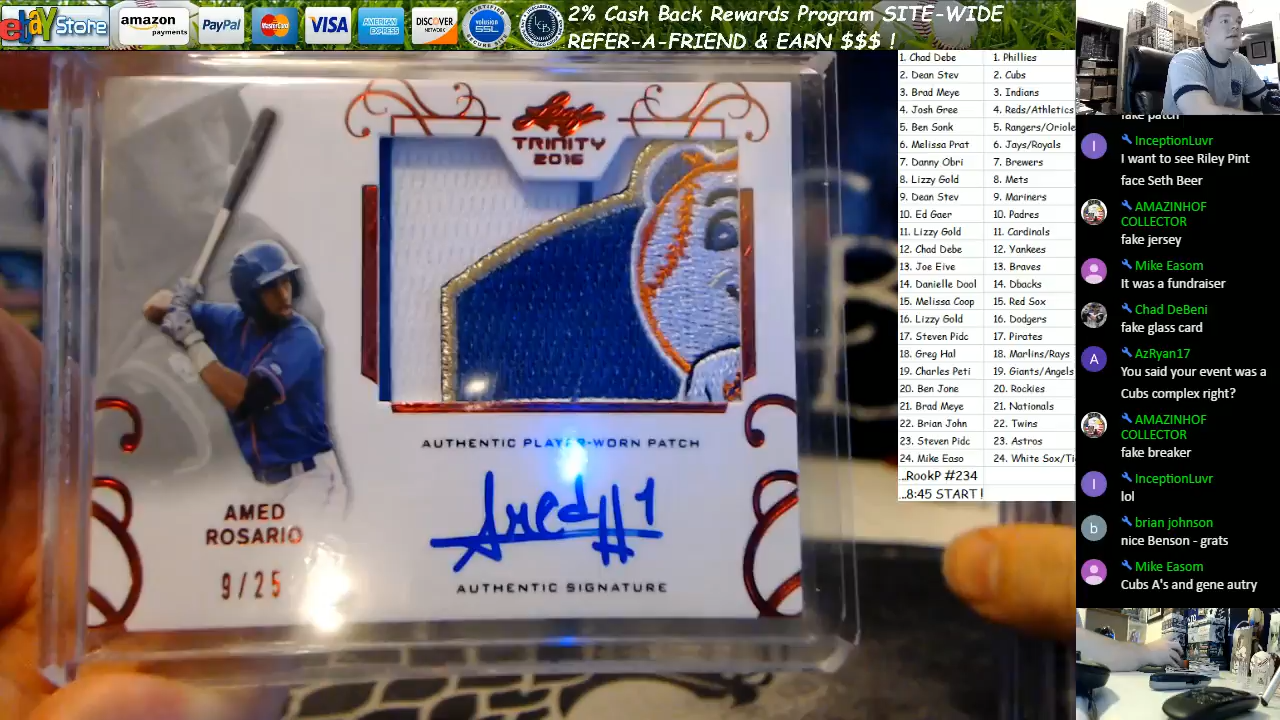 ebay Store
amazon
payments
PayPal
MasterCard
VISA
AMERICAN
EXPRESS
DISCOVER
NETWORK
volusion
SSL
2% Cash Back Rewards Program SITE-WIDE
REFER-A-FRIEND & EARN $$$ !
Leaf
TRINITY
2016
AUTHENTIC PLAYER-WORN PATCH
AMED
ROSARIO
9/25
AUTHENTIC SIGNATURE
1. Chad Debe 1. Phillies
2. Dean Stev 2. Cubs
3. Brad Meye 3. Indians
4. Josh Gree 4. Reds/Athletics
5. Ben Sonk 5. Rangers/Oriole
6. Melissa Prat 6. Jays/Royals
7. Danny Obri 7. Brewers
8. Lizzy Gold 8. Mets
9. Dean Stev 9. Mariners
10. Ed Gaer 10. Padres
11. Lizzy Gold 11. Cardinals
12. Chad Debe 12. Yankees
13. Joe Eive 13. Braves
14. Danielle Dool 14. Dbacks
15. Melissa Coop 15. Red Sox
16. Lizzy Gold 16. Dodgers
17. Steven Pidc 17. Pirates
18. Greg Hal 18. Marlins/Rays
19. Charles Peti 19. Giants/Angels
20. Ben Jone 20. Rockies
21. Brad Meye 21. Nationals
22. Brian John 22. Twins
23. Steven Pidc 23. Astros
24. Mike Easo 24. White Sox/Ti
...RookP #234
...8:45 START!
fake patch
I
InceptionLuvr
I want to see Riley Pint
face Seth Beer
AMAZINHOF
COLLECTOR
fake jersey
Mike Easom
It was a fundraiser
Chad DeBeni
fake glass card
A
AzRyan17
You said your event was a
Cubs complex right?
AMAZINHOF
COLLECTOR
fake breaker
I
InceptionLuvr
lol
b
brian johnson
nice Benson - grats
Mike Easom
Cubs A's and gene autry